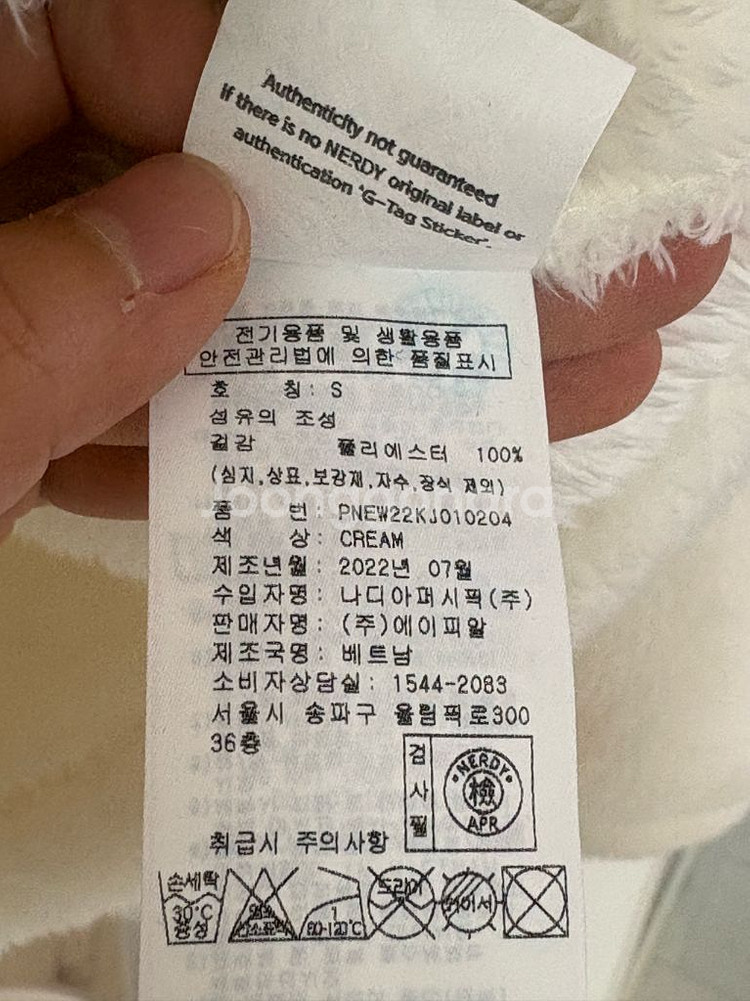 Authenticity not guaranteed
If there is no NERDY original label or
authentication 'G-Tag Sticker'.
전기용품 및 생활용품
안전관리법에 의한 품질표시
호 칭: S
섬유의 조성
겉감 폴리에스터 100%
(심지,상표,보강재,자수,장식 제외)
품 번: PNEW22KJ010204
색 상: CREAM
제조년월: 2022년 07월
수입자명: 나디아퍼시픽(주)
판매자명: (주)에이피알
제조국명: 베트남
소비자상담실: 1544-2083
서울시 송파구 올림픽로300
36층
검사필
NERDY
檢
APR
취급시 주의사항
손세탁
30°C
중성
염소
산소표백
1
80-120°C
드라이